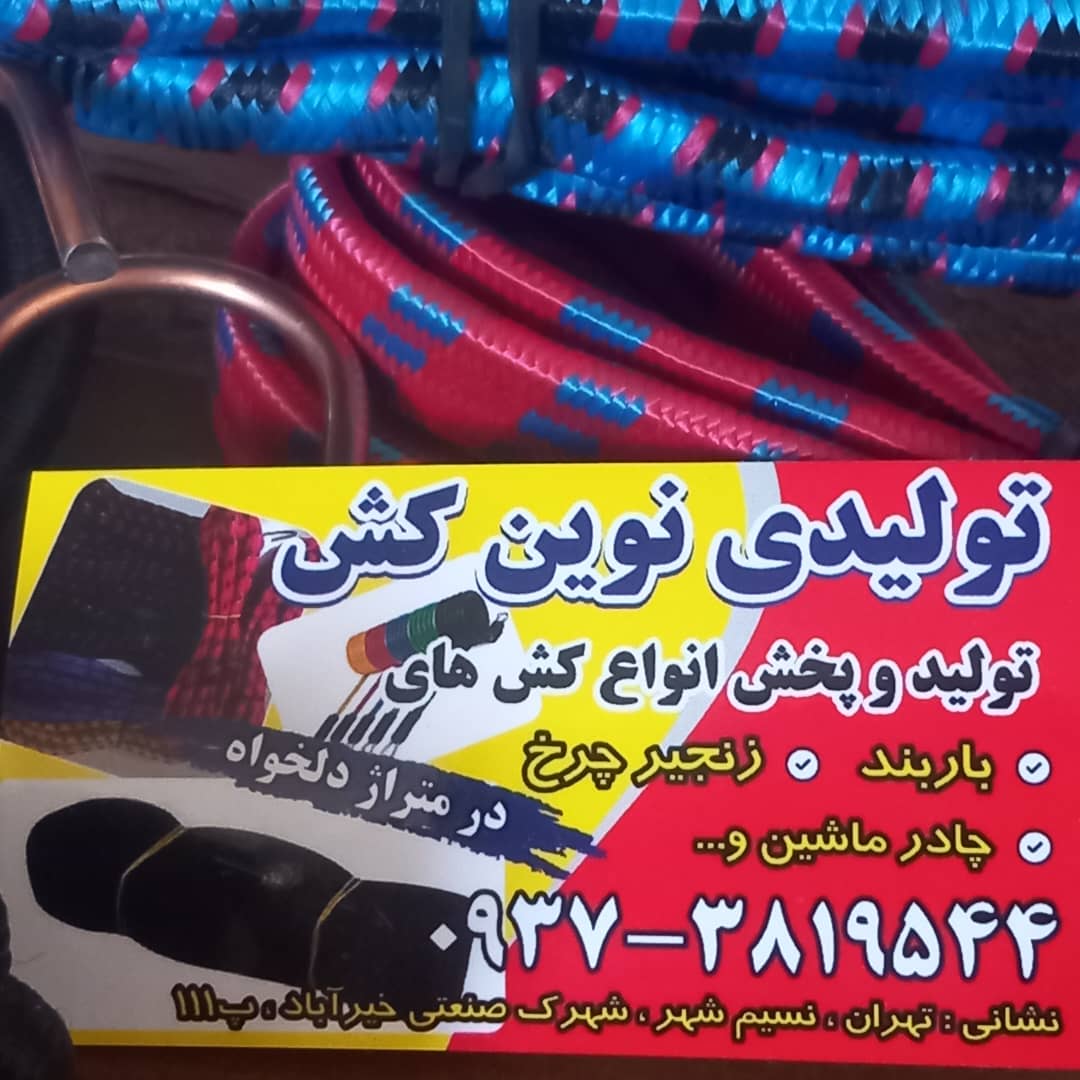 تولیدی نوین کش
تولید و پخش انواع کش های
باربند زنجیر چرخ
چادر ماشین و...
در متراژ دلخواه
۰۹۳۷-۳۸۱۹۵۴۴
نشانی : تهران ، نسیم شهر ، شهرک صنعتی خیرآباد ، پ۱۱۱